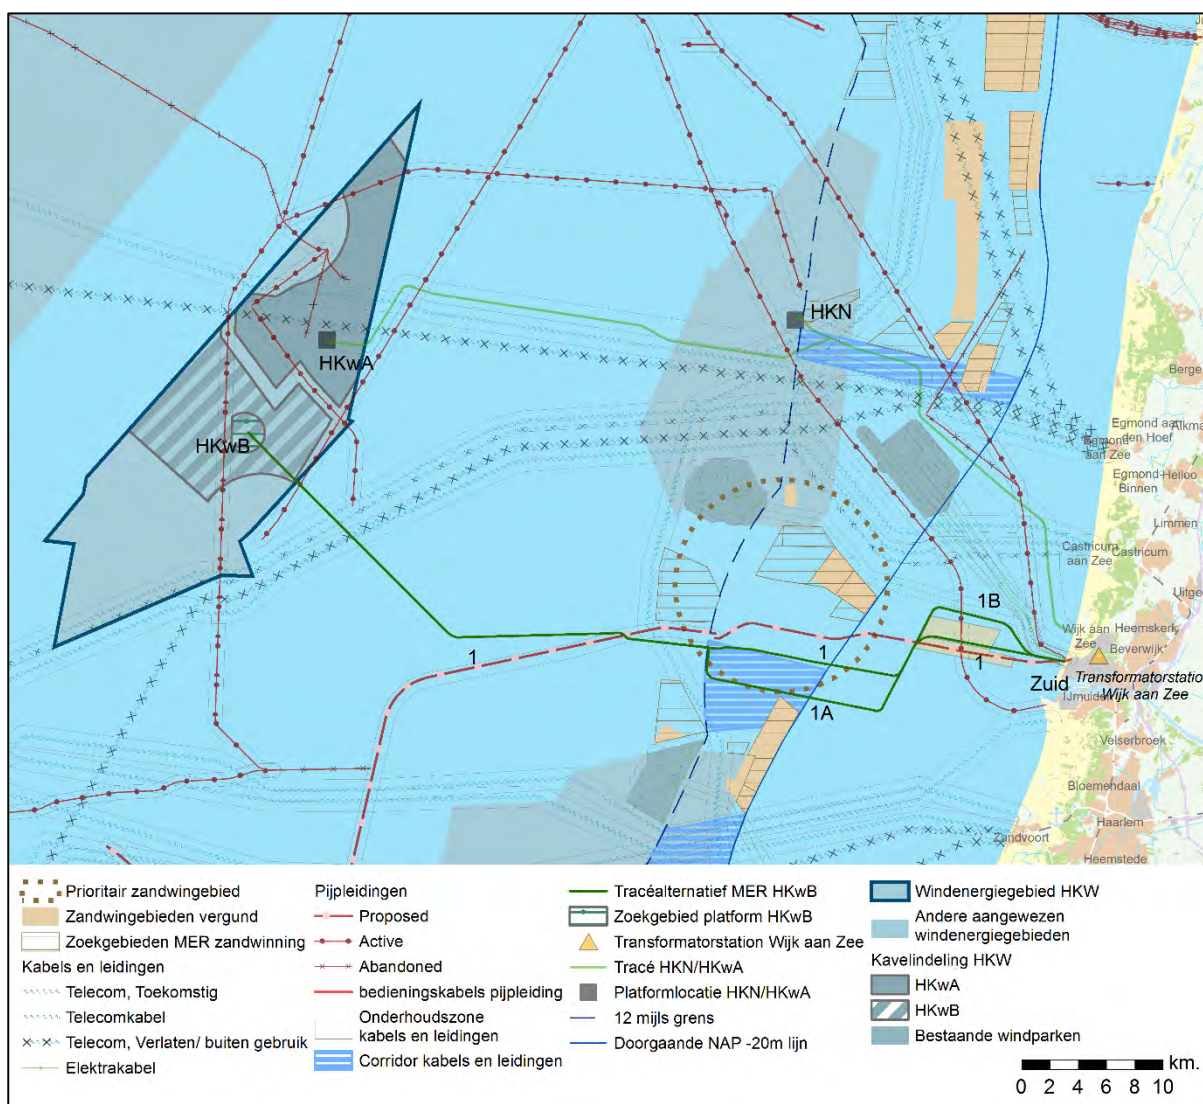 HKN
HKwA
Berge
Egmond aan
den Hoef
Alkma
Egmond
aan Zee
HKwB
Egmond-
Binnen
Heiloo
Limmen
Castricum
aan Zee
Castricum
Uitge
1B
Wijk aan
Zee
Heemskerk
1
1
1
Beverwijk
Zuid
Transformatorstation
Wijk aan Zee
IJmuiden
1A
Velserbroek
Bloemendaal
Haarlem
Zandvoort
Heemstede
Prioritair zandwingebied
Zandwingebieden vergund
Zoekgebieden MER zandwinning
Kabels en leidingen
Telecom, Toekomstig
Telecomkabel
Telecom, Verlaten/ buiten gebruik
Elektrakabel
Pijpleidingen
Proposed
Active
Abandoned
bedieningskabels pijpleiding
Onderhoudszone
kabels en leidingen
Corridor kabels en leidingen
Tracéalternatief MER HKwB
Zoekgebied platform HKwB
Transformatorstation Wijk aan Zee
Tracé HKN/HKwA
Platformlocatie HKN/HKwA
12 mijls grens
Doorgaande NAP -20m lijn
Windenergiegebied HKW
Andere aangewezen
windenergiegebieden
Kavelindeling HKW
HKwA
HKwB
Bestaande windparken
km.
0 2 4 6 8 10